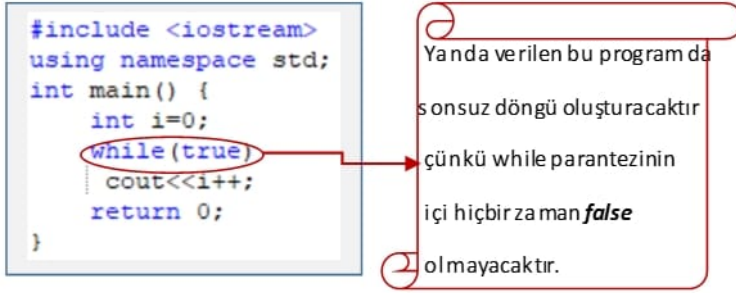 #include <iostream>
using namespace std;
int main() {
int i=0;
while(true)
cout<<i++;
return 0;
}
Yanda verilen bu program da
sonsuz döngü oluşturacaktır
çünkü while parantezinin
içi hiçbir zaman false
olmayacaktır.